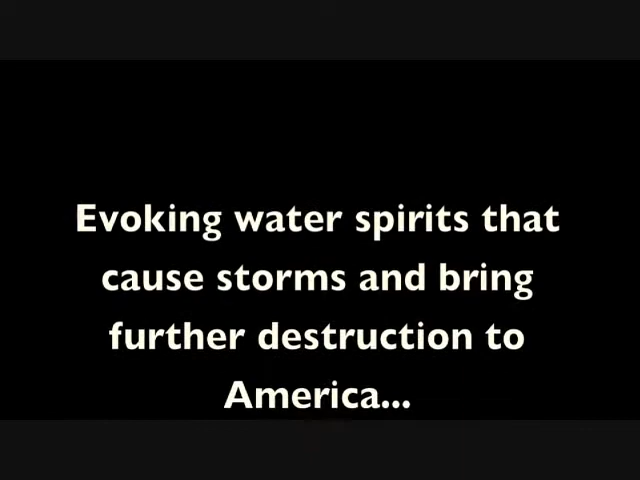 Evoking water spirits that
cause storms and bring
further destruction to
America...